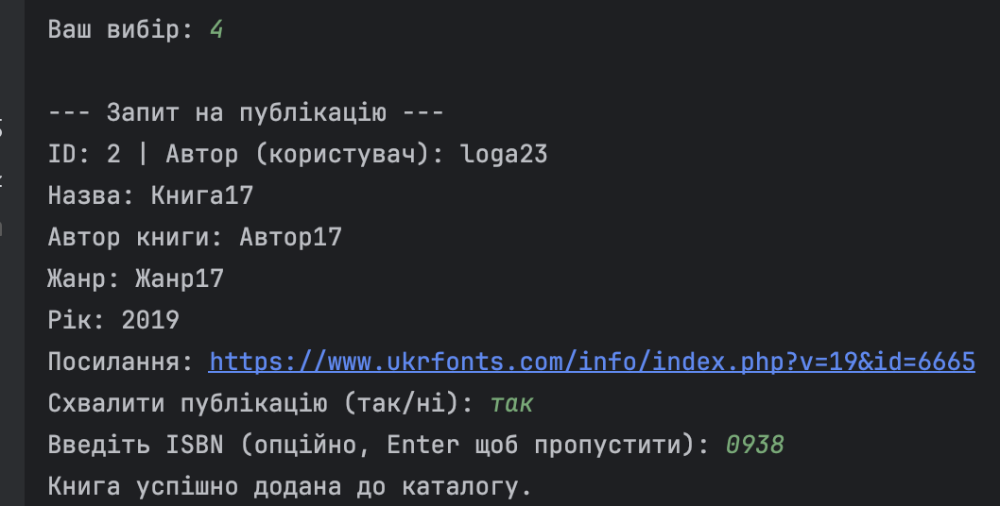 Ваш вибір: 4
--- Запит на публікацію ---
ID: 2 | Автор (користувач): loga23
Назва: Книга17
Автор книги: Автор17
Жанр: Жанр17
Рік: 2019
Посилання: https://www.ukrfonts.com/info/index.php?v=19&id=6665
Схвалити публікацію (так/ні): так
Введіть ISBN (опційно, Enter щоб пропустити): 0938
Книга успішно додана до каталогу.